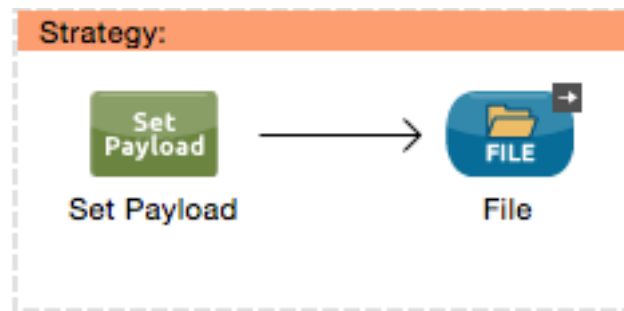 Strategy:
Set
Payload
FILE
Set Payload
File